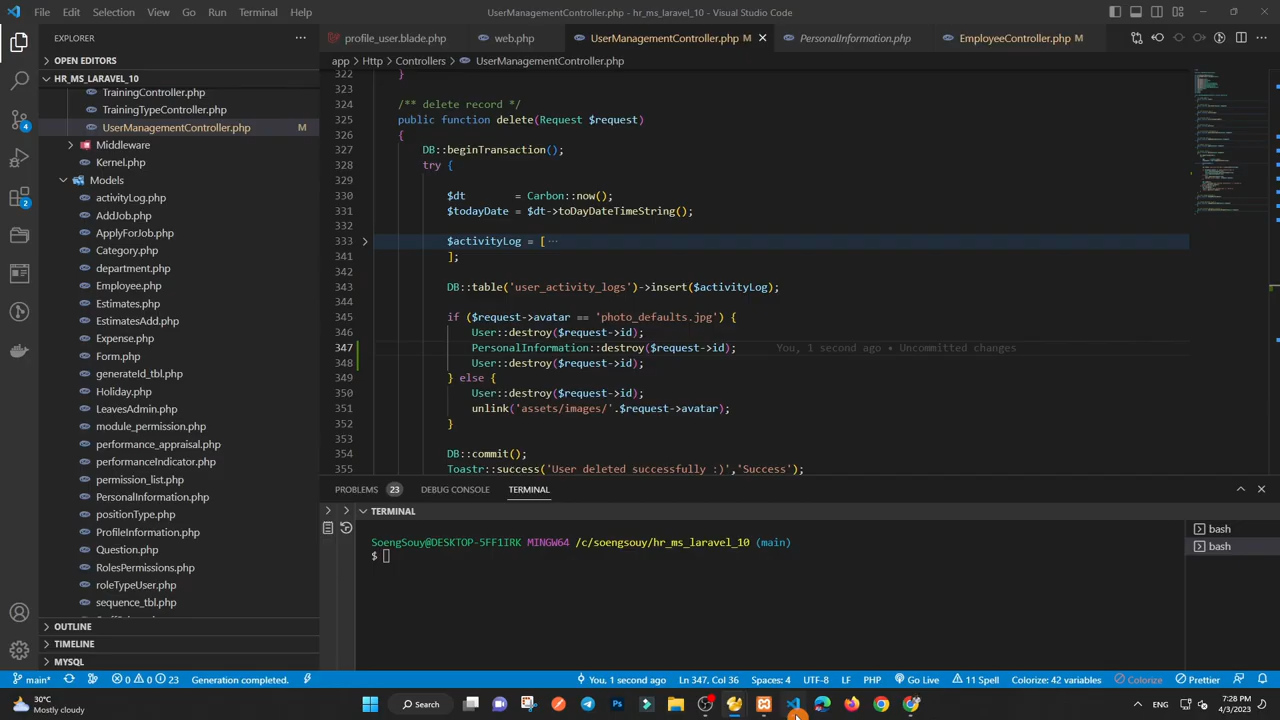 File Edit Selection View Go Run Terminal Help
UserManagementController.php - hr_ms_laravel_10 - Visual Studio Code
EXPLORER
OPEN EDITORS
HR_MS_LARAVEL_10
TrainingController.php
TrainingTypeController.php
UserManagementController.php M
Middleware
Kernel.php
Models
activityLog.php
AddJob.php
ApplyForJob.php
Category.php
department.php
Employee.php
Estimates.php
EstimatesAdd.php
Expense.php
Form.php
generateId_tbl.php
Holiday.php
LeavesAdmin.php
module_permission.php
performance_appraisal.php
performanceIndicator.php
permission_list.php
PersonalInformation.php
positionType.php
ProfileInformation.php
Question.php
RolesPermissions.php
roleTypeUser.php
sequence_tbl.php
OUTLINE
TIMELINE
MYSQL
4
2
profile_user.blade.php web.php UserManagementController.php M PersonalInformation.php EmployeeController.php M
app > Http > Controllers > UserManagementController.php
322 }
323
324 /** delete record */
325 public function delete(Request $request)
326 {
327 DB::beginTransaction();
328 try {
329
330 $dt = Carbon::now();
331 $todayDate = $dt->toDayDateTimeString();
332
333 $activityLog = [ ···
341 ];
342
343 DB::table('user_activity_logs')->insert($activityLog);
344
345 if ($request->avatar == 'photo_defaults.jpg') {
346 User::destroy($request->id);
347 PersonalInformation::destroy($request->id); You, 1 second ago • Uncommitted changes
348 User::destroy($request->id);
349 } else {
350 User::destroy($request->id);
351 unlink('assets/images/'.$request->avatar);
352 }
353
354 DB::commit();
355 Toastr::success('User deleted successfully :)','Success');
PROBLEMS 23 DEBUG CONSOLE TERMINAL
TERMINAL
SoengSouy@DESKTOP-5FF1IRK MINGW64 /c/soengsouy/hr_ms_laravel_10 (main)
$
bash
bash
main* 0 0 23 Generation completed. You, 1 second ago Ln 347, Col 36 Spaces: 4 UTF-8 LF PHP Go Live 11 Spell Colorize: 42 variables Colorize Prettier
30°C
Mostly cloudy
Search
ENG
7:28 PM
4/3/2023